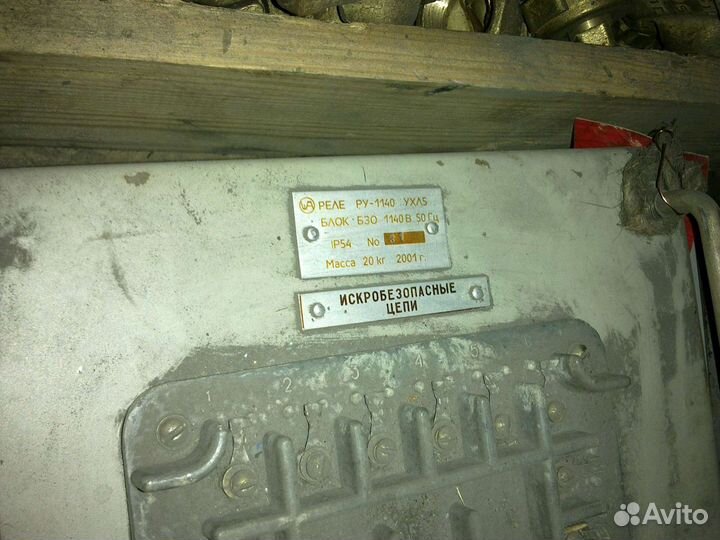 РЕЛЕ РУ-1140 УХЛ5
БЛОК БЗО 1140 В 50 Гц
IP54 No
Масса 20 кг 2001 г.
ИСКРОБЕЗОПАСНЫЕ
ЦЕПИ
1 2 3 4 5 6
Avito